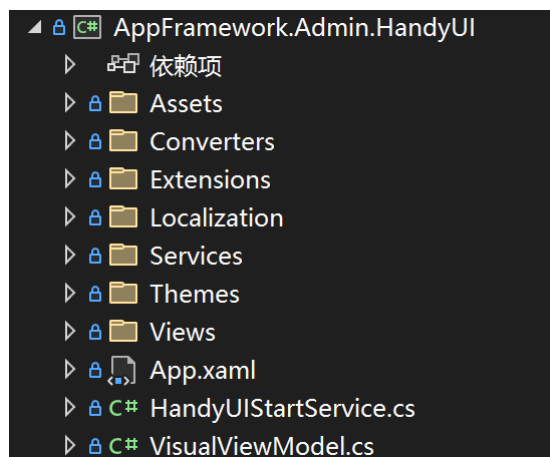 C# AppFramework.Admin.HandyUI
依赖项
Assets
Converters
Extensions
Localization
Services
Themes
Views
App.xaml
C# HandyUIStartService.cs
C# VisualViewModel.cs